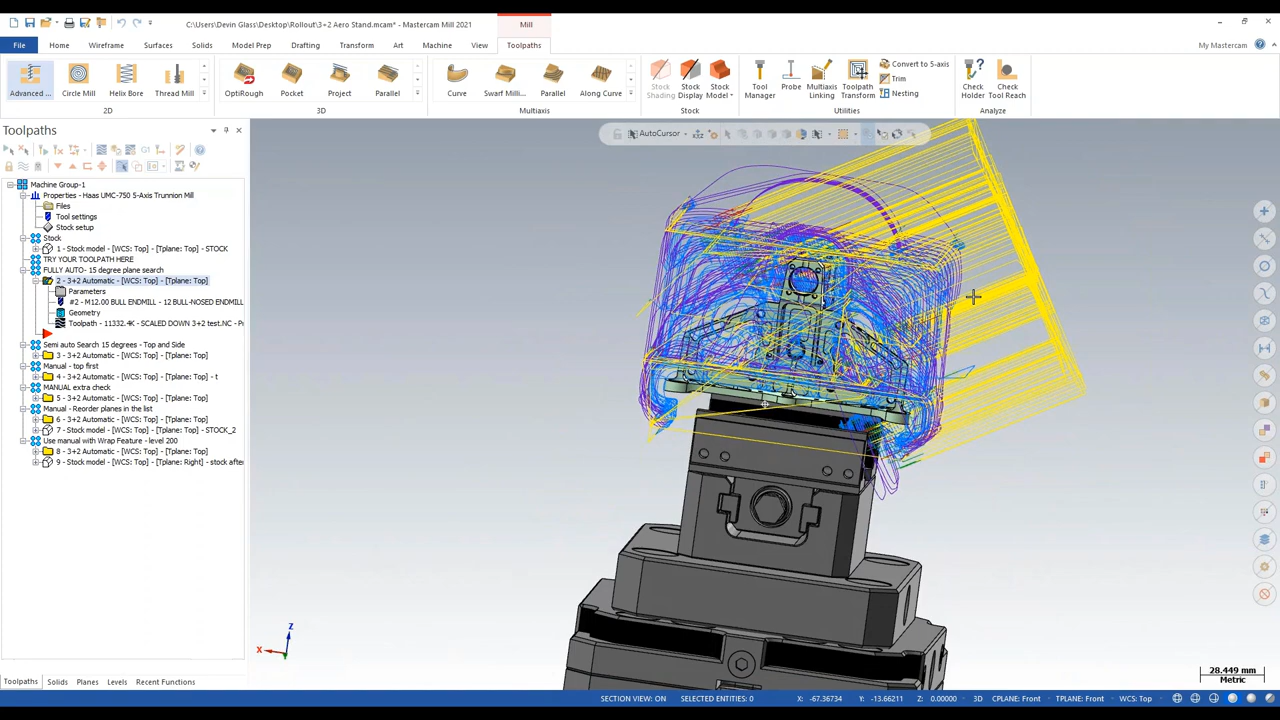 C:\Users\Devin Glass\Desktop\Rollout\3+2 Aero Stand.mcam* - Mastercam Mill 2021
Mill
File Home Wireframe Surfaces Solids Model Prep Drafting Transform Art Machine View Toolpaths My Mastercam
Advanced ... Circle Mill Helix Bore Thread Mill OptiRough Pocket Project Parallel Curve Swarf Milli... Parallel Along Curve Stock Shading Stock Display Stock Model Tool Manager Probe Multiaxis Linking Toolpath Transform Convert to 5-axis Trim Nesting Check Holder Check Tool Reach
2D 3D Multiaxis Stock Utilities Analyze
Toolpaths
AutoCursor
G1
Machine Group-1
Properties - Haas UMC-750 5-Axis Trunnion Mill
Files
Tool settings
Stock setup
Stock
1 - Stock model - [WCS: Top] - [Tplane: Top] - STOCK
TRY YOUR TOOLPATH HERE
FULLY AUTO- 15 degree plane search
2 - 3+2 Automatic - [WCS: Top] - [Tplane: Top]
Parameters
#2 - M12.00 BULL ENDMILL - 12 BULL-NOSED ENDMILL
Geometry
Toolpath - 11332.4K - SCALED DOWN 3+2 test.NC - P
Semi auto Search 15 degrees - Top and Side
3 - 3+2 Automatic - [WCS: Top] - [Tplane: Top]
Manual - top first
4 - 3+2 Automatic - [WCS: Top] - [Tplane: Top] - t
MANUAL extra check
5 - 3+2 Automatic - [WCS: Top] - [Tplane: Top]
Manual - Reorder planes in the list
6 - 3+2 Automatic - [WCS: Top] - [Tplane: Top]
7 - Stock model - [WCS: Top] - [Tplane: Top] - STOCK_2
Use manual with Wrap Feature - level 200
8 - 3+2 Automatic - [WCS: Top] - [Tplane: Top]
9 - Stock model - [WCS: Top] - [Tplane: Right] - stock after
Z
X
28.449 mm
Metric
Toolpaths Solids Planes Levels Recent Functions
SECTION VIEW: ON SELECTED ENTITIES: 0 X: -67.36734 Y: -13.66211 Z: 0.00000 3D CPLANE: Front TPLANE: Front WCS: Top